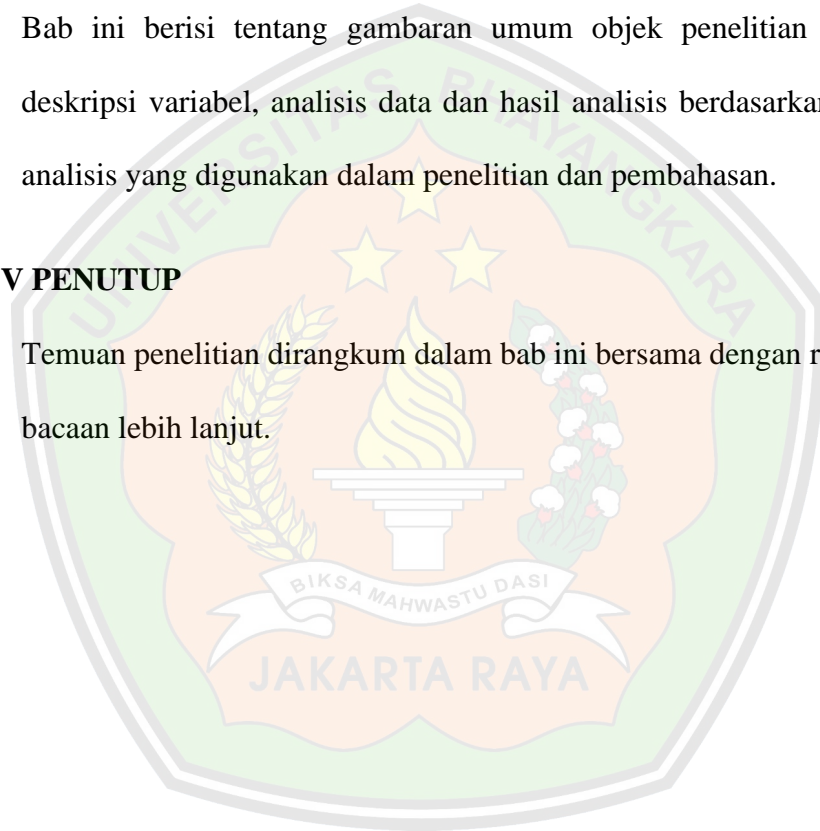 Bab ini berisi tentang gambaran umum objek penelitian
deskripsi variabel, analisis data dan hasil analisis berdasarkan
analisis yang digunakan dalam penelitian dan pembahasan.
V PENUTUP
Temuan penelitian dirangkum dalam bab ini bersama dengan
bacaan lebih lanjut.
UNIVERSITAS BHAYANGKARA
BIKSA MAHWASTU DASI
JAKARTA RAYA